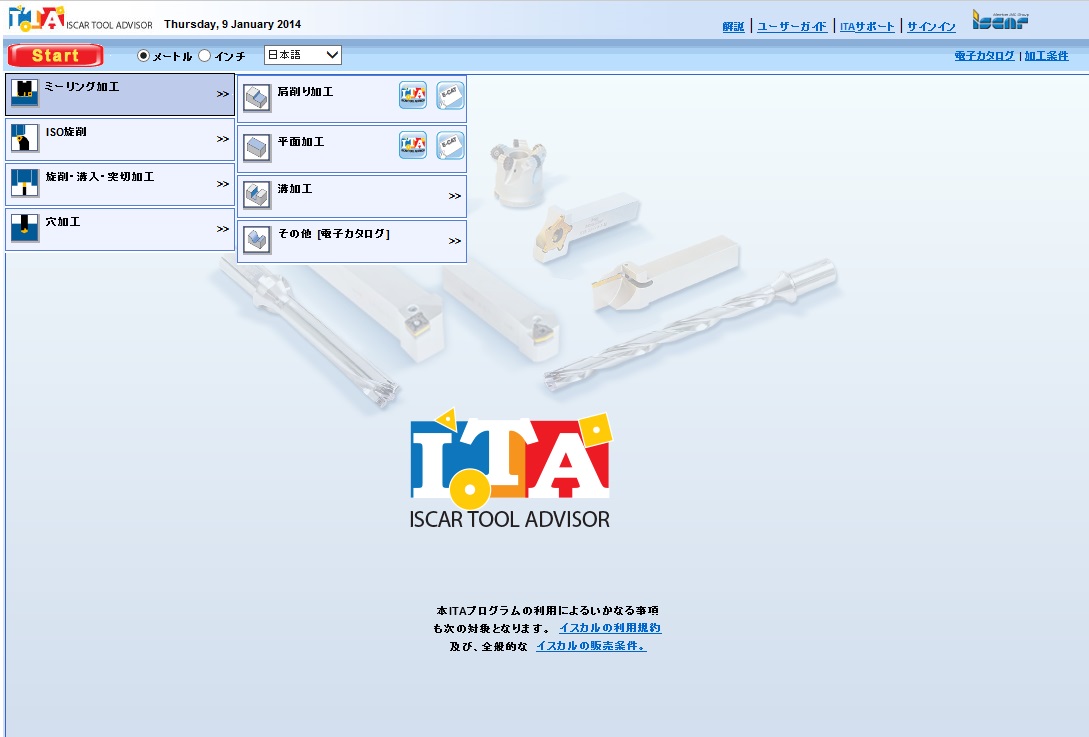 ITA ISCAR TOOL ADVISOR Thursday, 9 January 2014
解説 | ユーザーガイド | ITAサポート | サインイン
Member IMC Group
iscar
Start
メートル インチ 日本語
電子カタログ | 加工条件
ミーリング加工 >>
ISO旋削 >>
旋削・溝入・突切加工 >>
穴加工 >>
肩削り加工 ITA E-CAT
平面加工 ITA E-CAT
溝加工 >>
その他 [電子カタログ] >>
ITA
ISCAR TOOL ADVISOR
本ITAプログラムの利用によるいかなる事項
も次の対象となります。 イスカルの利用規約
及び、全般的な イスカルの販売条件。